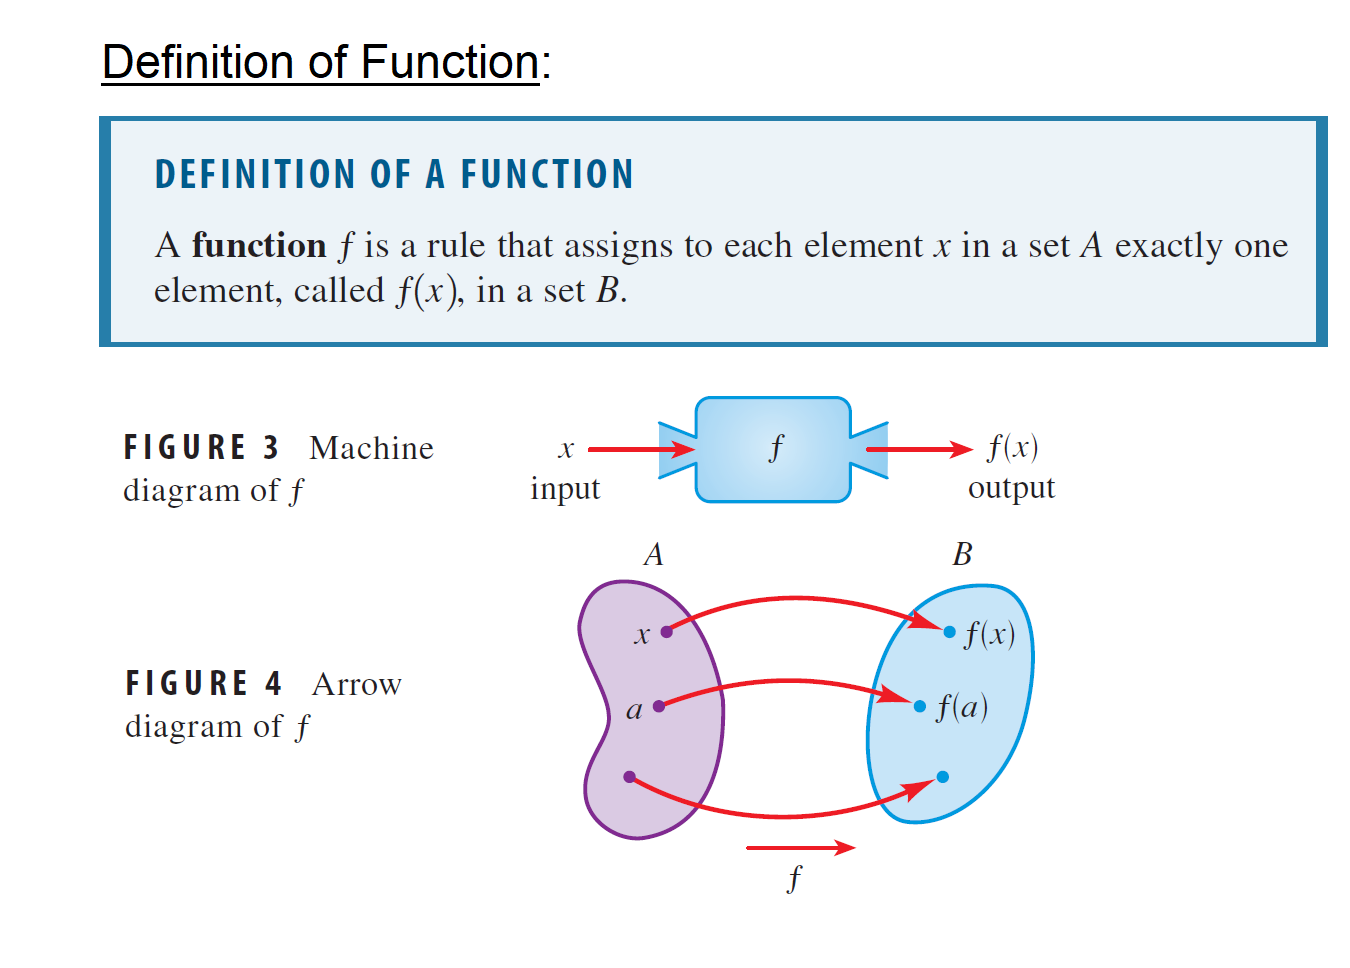 Definition of Function:
DEFINITION OF A FUNCTION
A function f is a rule that assigns to each element x in a set A exactly one
element, called f(x), in a set B.
FIGURE 3 Machine
diagram of f
x
input
f
f(x)
output
A
B
x
f(x)
a
f(a)
FIGURE 4 Arrow
diagram of f
f